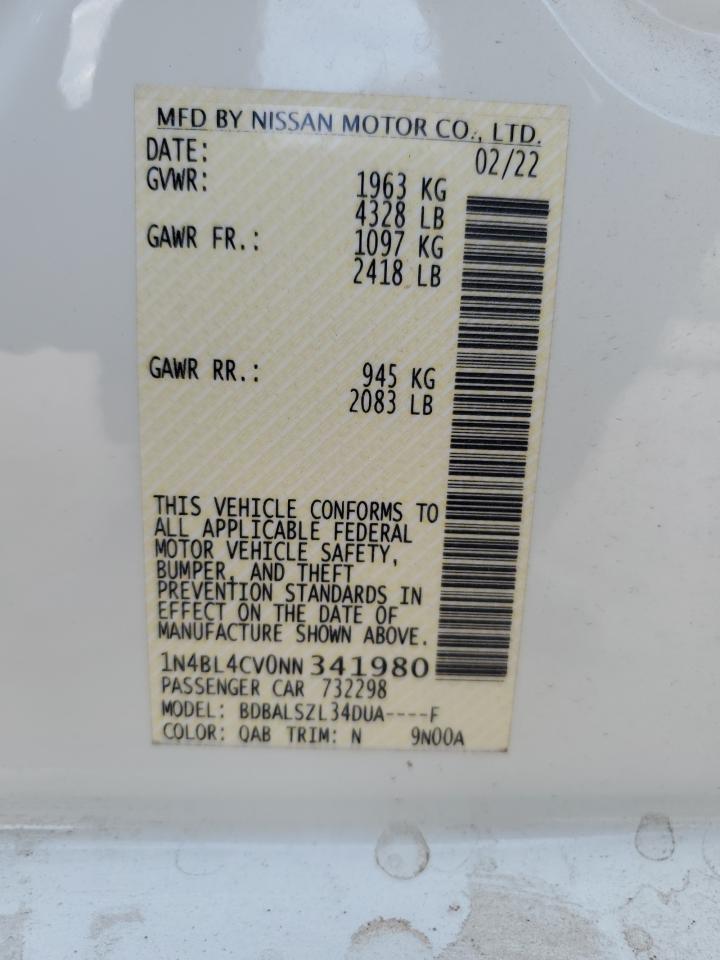 MFD BY NISSAN MOTOR CO., LTD.
DATE: 02/22
GVWR: 1963 KG
4328 LB
GAWR FR.: 1097 KG
2418 LB
GAWR RR.: 945 KG
2083 LB
THIS VEHICLE CONFORMS TO
ALL APPLICABLE FEDERAL
MOTOR VEHICLE SAFETY,
BUMPER, AND THEFT
PREVENTION STANDARDS IN
EFFECT ON THE DATE OF
MANUFACTURE SHOWN ABOVE.
1N4BL4CV0NN 341980
PASSENGER CAR 732298
MODEL: BDBALSZL34DUA----F
COLOR: QAB TRIM: N 9N00A